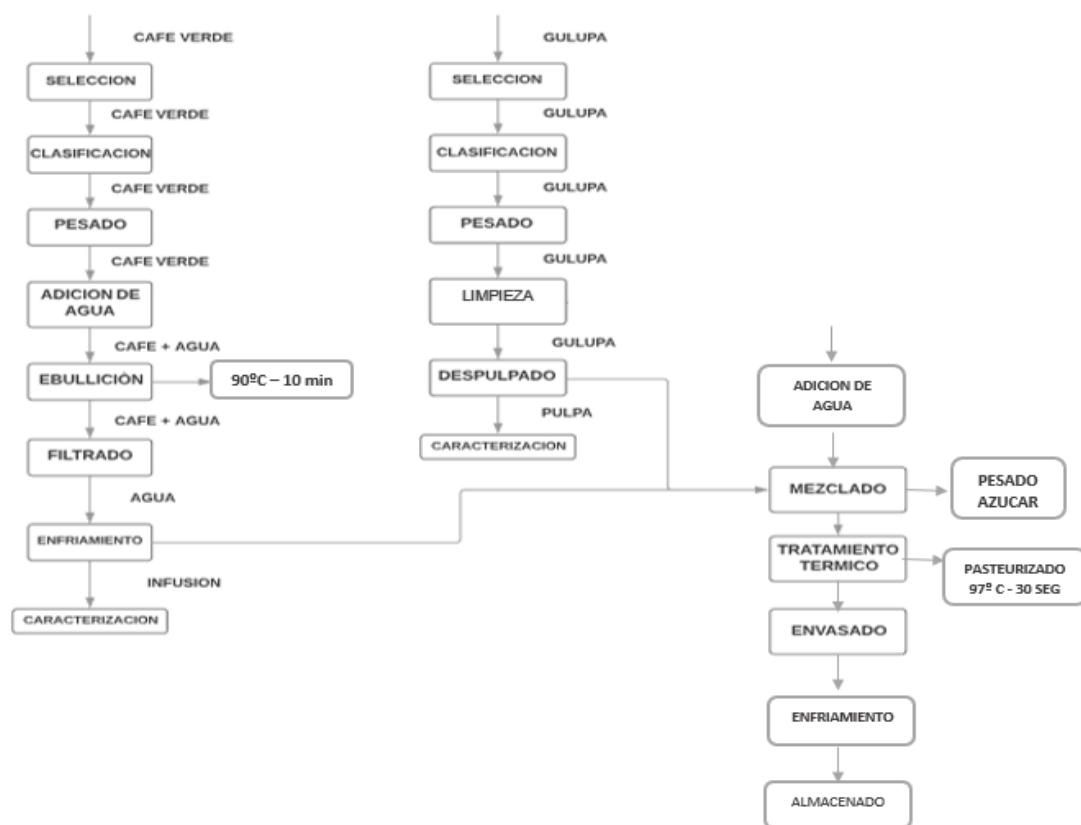 CAFE VERDE
SELECCION
CAFE VERDE
CLASIFICACION
CAFE VERDE
PESADO
CAFE VERDE
ADICION DE
AGUA
CAFE + AGUA
EBULLICIÒN
90ºC – 10 min
CAFE + AGUA
FILTRADO
AGUA
ENFRIAMIENTO
INFUSION
CARACTERIZACION
GULUPA
SELECCION
GULUPA
CLASIFICACION
GULUPA
PESADO
GULUPA
LIMPIEZA
GULUPA
DESPULPADO
PULPA
CARACTERIZACION
ADICION DE
AGUA
MEZCLADO
PESADO
AZUCAR
TRATAMIENTO
TERMICO
PASTEURIZADO
97º C - 30 SEG
ENVASADO
ENFRIAMIENTO
ALMACENADO